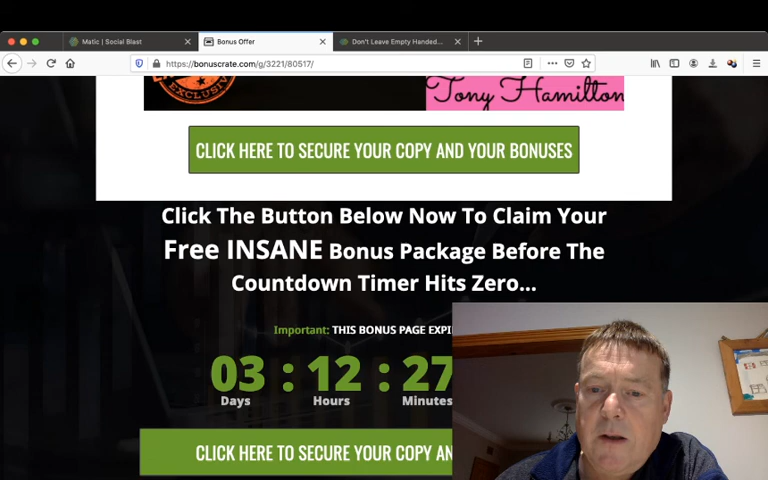 Matic | Social Blast
Bonus Offer
Don't Leave Empty Handed...
https://bonuscrate.com/g/3221/80517/
EXCLUSIVE
Tony Hamilton
CLICK HERE TO SECURE YOUR COPY AND YOUR BONUSES
Click The Button Below Now To Claim Your
Free INSANE Bonus Package Before The
Countdown Timer Hits Zero...
Important: THIS BONUS PAGE EXPI
03 : 12 : 27
Days Hours Minutes
CLICK HERE TO SECURE YOUR COPY AN